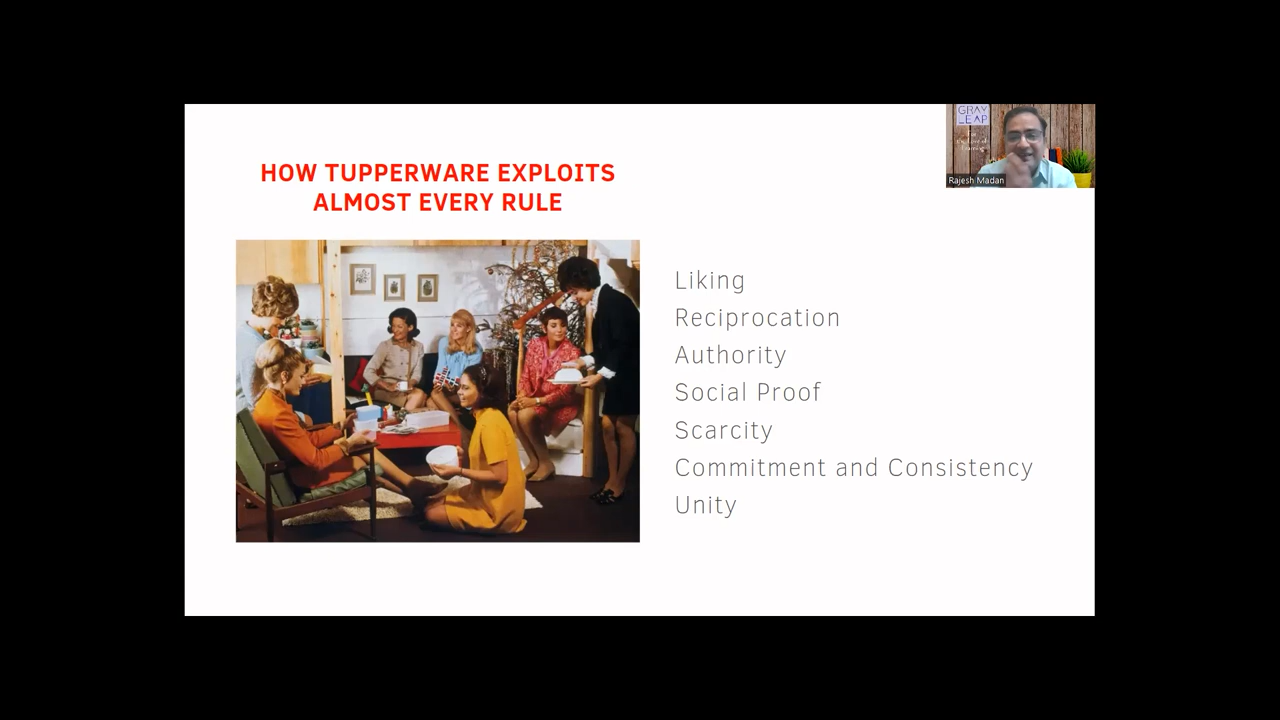 HOW TUPPERWARE EXPLOITS
ALMOST EVERY RULE
GRAY
LEAP
Rajesh Madan
Liking
Reciprocation
Authority
Social Proof
Scarcity
Commitment and Consistency
Unity